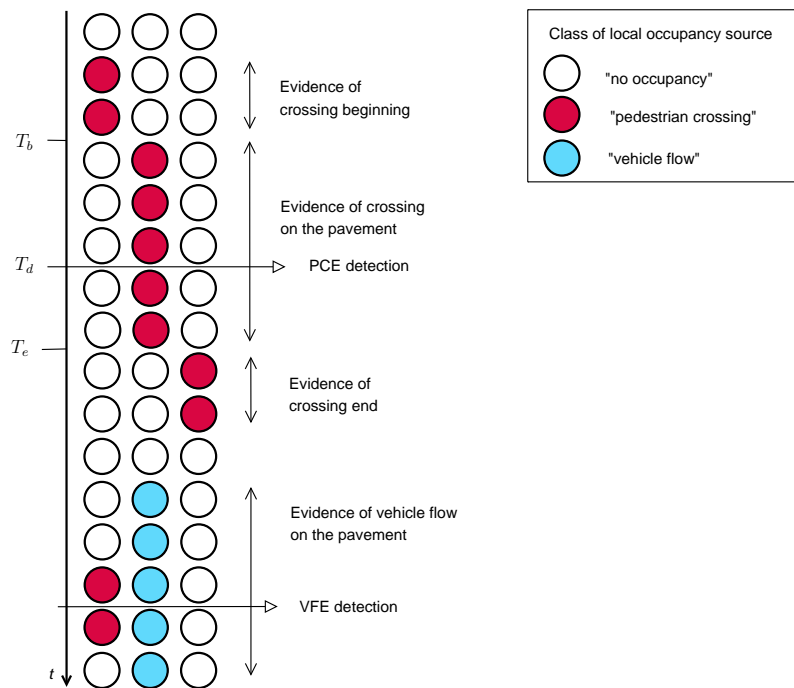 Class of local occupancy source
"no occupancy"
"pedestrian crossing"
"vehicle flow"
Evidence of
crossing beginning
T_b
Evidence of crossing
on the pavement
T_d
PCE detection
T_e
Evidence of
crossing end
Evidence of vehicle flow
on the pavement
VFE detection
t